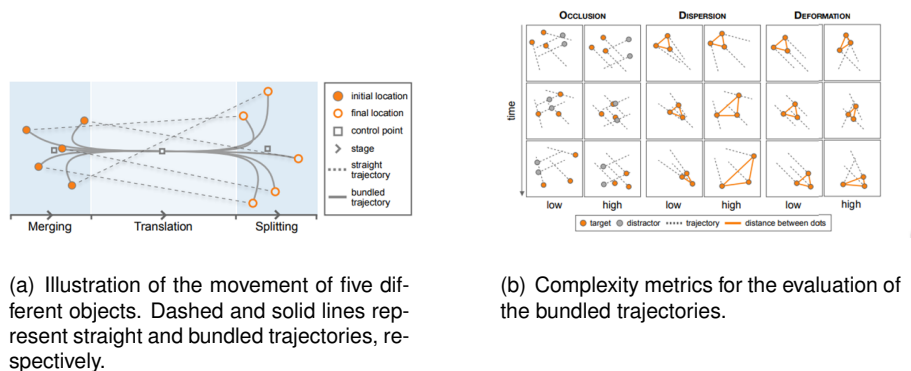 initial location
final location
control point
stage
straight
trajectory
bundled
trajectory
Merging Translation Splitting
(a) Illustration of the movement of five dif-
ferent objects. Dashed and solid lines rep-
resent straight and bundled trajectories, re-
spectively.
OCCLUSION DISPERSION DEFORMATION
time
low high low high low high
target distractor trajectory distance between dots
(b) Complexity metrics for the evaluation of
the bundled trajectories.